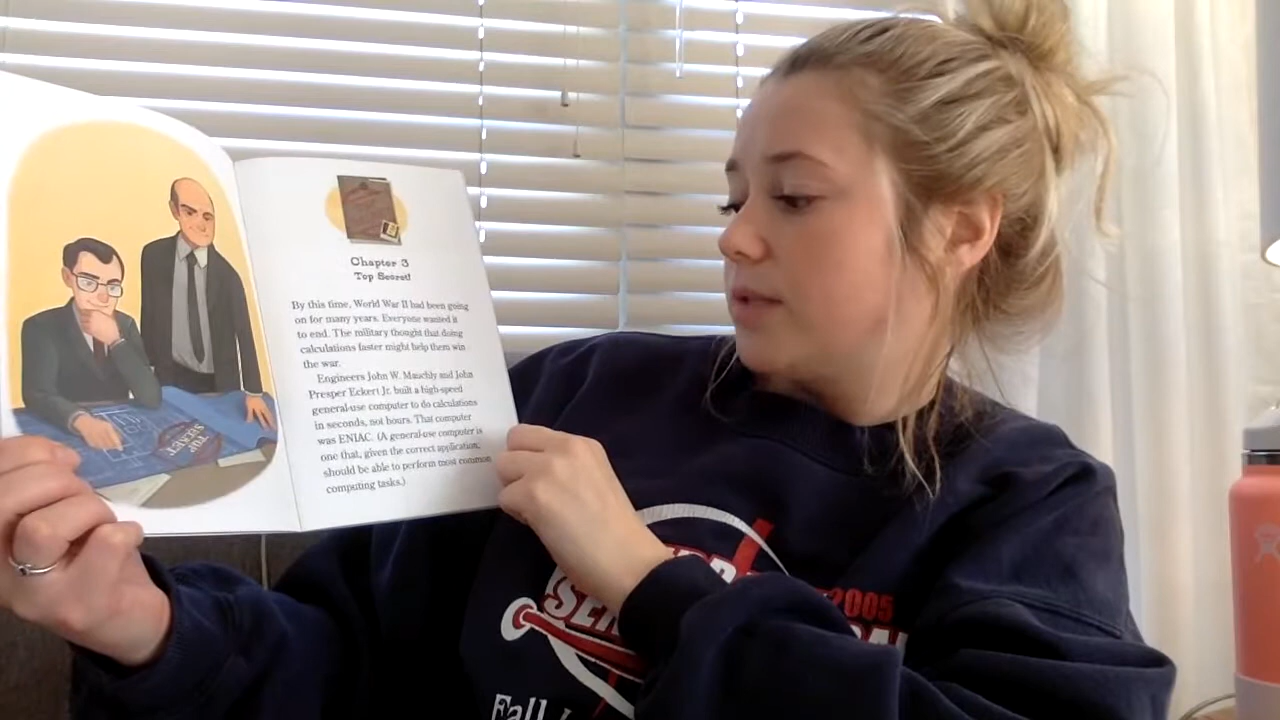 TOP
SECRET
Chapter 3
Top Secret!
By this time, World War II had been going
on for many years. Everyone wanted it
to end. The military thought that doing
calculations faster might help them win
the war.
Engineers John W. Mauchly and John
Presper Eckert Jr. built a high-speed
general-use computer to do calculations
in seconds, not hours. That computer
was ENIAC. (A general-use computer is
one that, given the correct application,
should be able to perform most common
computing tasks.)
2005
Fall